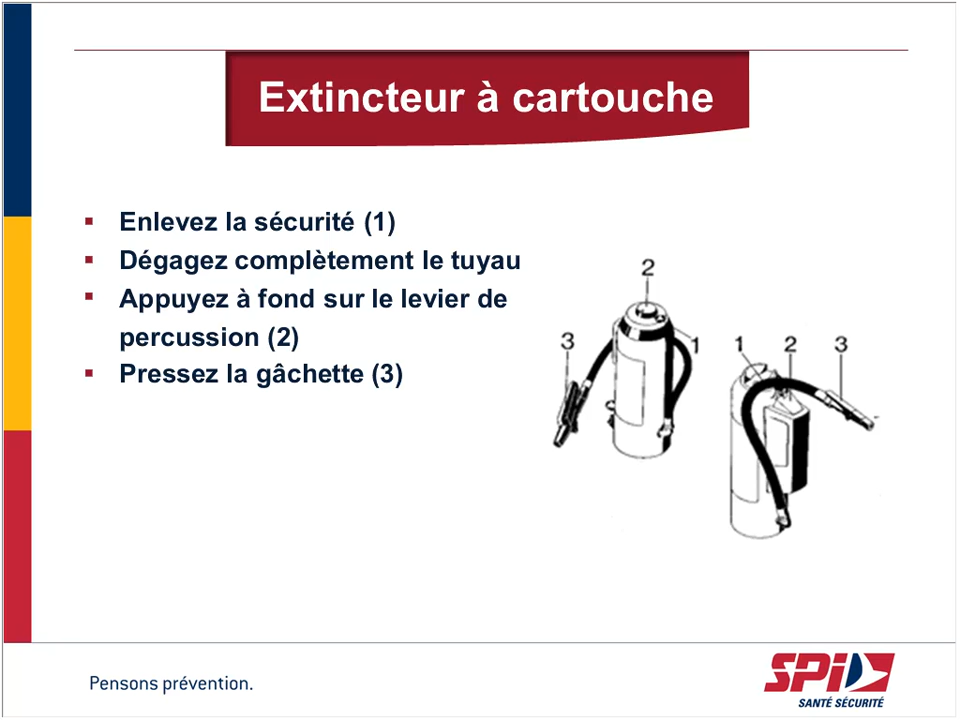 Extincteur à cartouche
▪ Enlevez la sécurité (1)
▪ Dégagez complètement le tuyau
▪ Appuyez à fond sur le levier de
percussion (2)
▪ Pressez la gâchette (3)
2
3
1
1 2 3
Pensons prévention.
SPI
SANTÉ SÉCURITÉ